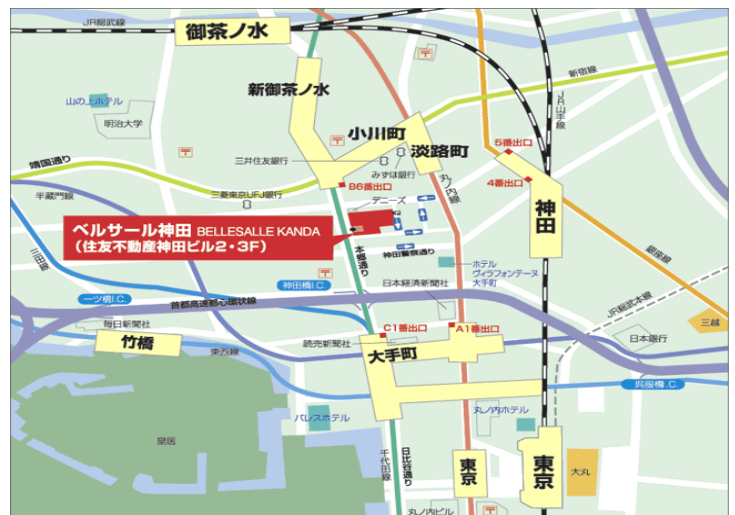 JR総武線
御茶ノ水
新御茶ノ水
新宿線
山の上ホテル
明治大学
小川町
淡路町
JR山手線
5番出口
靖国通り
三井住友銀行
みずほ銀行
丸ノ内線
4番出口
半蔵門線
三菱東京UFJ銀行
B6番出口
デニーズ
神田
ベルサール神田 BELLESALLE KANDA
(住友不動産神田ビル2・3F)
本郷通り
神田警察通り
銀座線
三田線
ホテル
ヴィラフォンテーヌ
大手町
神田橋I.C.
日本経済新聞社
一ツ橋I.C.
首都高速都心環状線
JR総武本線
毎日新聞社
竹橋
東西線
C1番出口
A1番出口
読売新聞社
大手町
三越
日本銀行
呉服橋I.C.
パレスホテル
丸ノ内ホテル
皇居
千代田線
日比谷通り
東京
東京
大丸
丸ノ内ビル